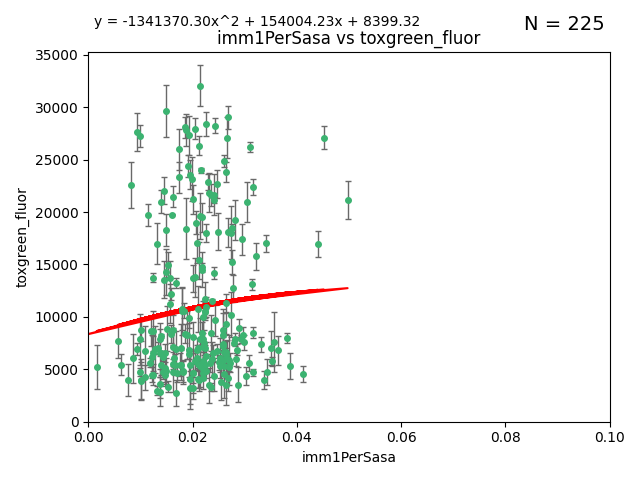 y = -1341370.30x^2 + 154004.23x + 8399.32
N = 225
imm1PerSasa vs toxgreen_fluor
35000
30000
25000
20000
15000
10000
5000
0
toxgreen_fluor
0.00 0.02 0.04 0.06 0.08 0.10
imm1PerSasa